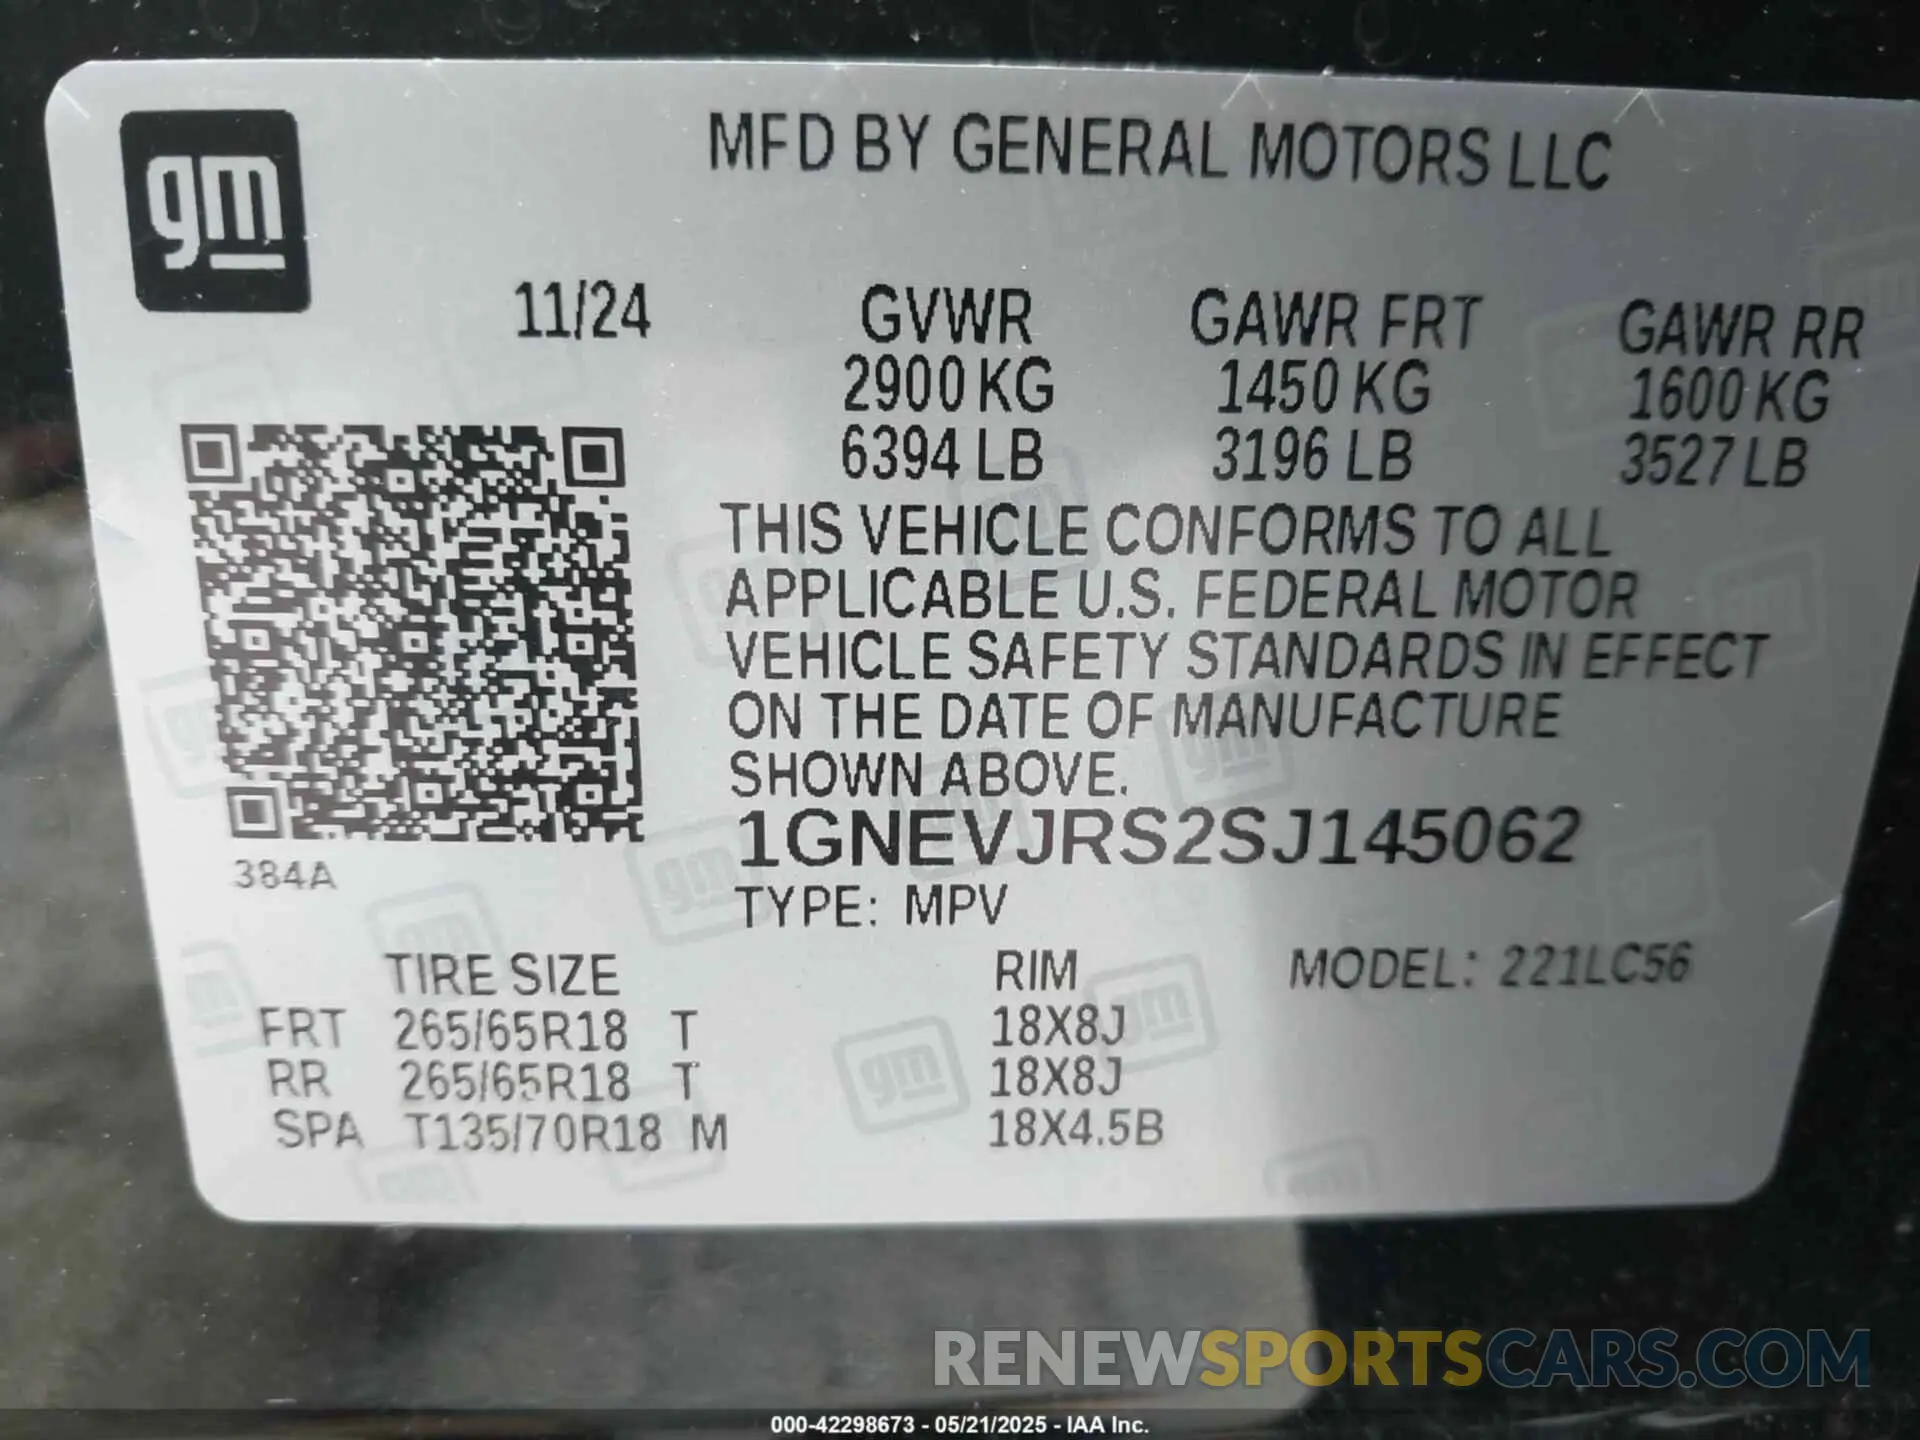 gm
MFD BY GENERAL MOTORS LLC
11/24 GVWR GAWR FRT GAWR RR
2900 KG 1450 KG 1600 KG
6394 LB 3196 LB 3527 LB
THIS VEHICLE CONFORMS TO ALL
APPLICABLE U.S. FEDERAL MOTOR
VEHICLE SAFETY STANDARDS IN EFFECT
ON THE DATE OF MANUFACTURE
SHOWN ABOVE.
1GNEVJRS2SJ145062
384A
TYPE: MPV
TIRE SIZE RIM MODEL: 221LC56
FRT 265/65R18 T 18X8J
RR 265/65R18 T 18X8J
SPA T135/70R18 M 18X4.5B
RENEWSPORTSCARS.COM
000-42298673 - 05/21/2025 - IAA Inc.